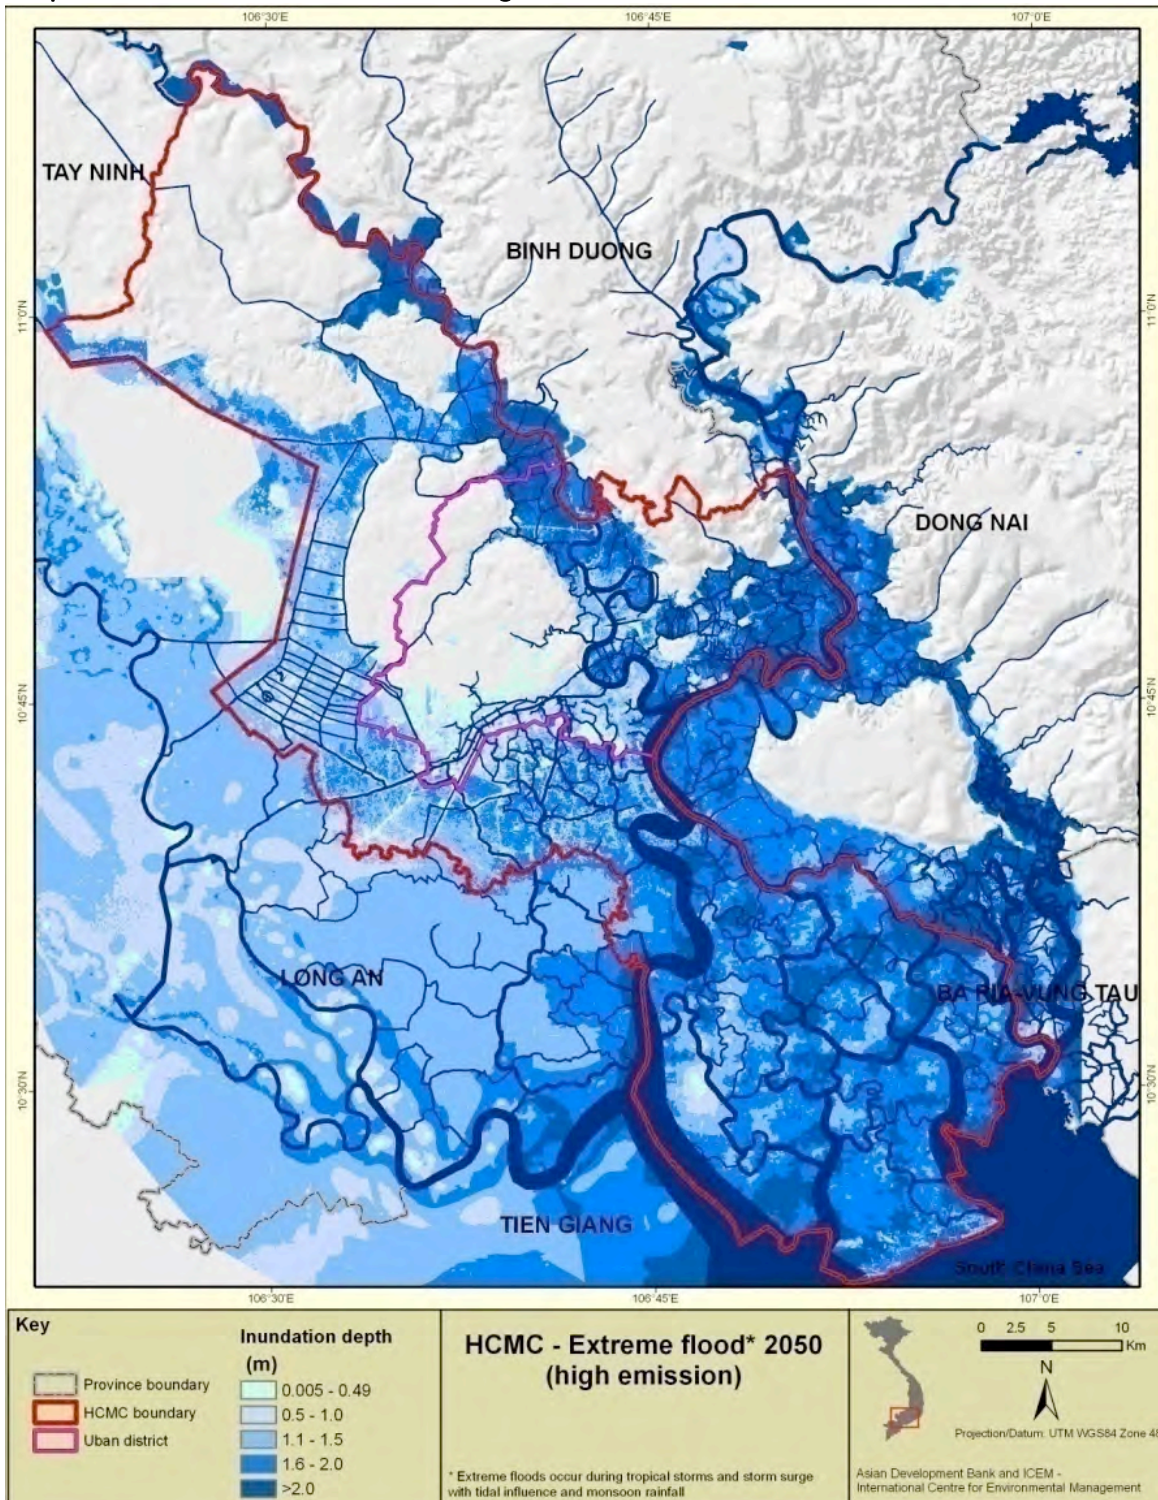 106°30'E
106°45'E
107°0'E
TAY NINH
BINH DUONG
11°0'N
11°0'N
DONG NAI
10°45'N
10°45'N
LONG AN
BA RIA-VUNG TAU
10°30'N
10°30'N
TIEN GIANG
South China Sea
106°30'E
106°45'E
107°0'E
Key
Province boundary
HCMC boundary
Uban district
Inundation depth
(m)
0.005 - 0.49
0.5 - 1.0
1.1 - 1.5
1.6 - 2.0
>2.0
HCMC - Extreme flood* 2050
(high emission)
* Extreme floods occur during tropical storms and storm surge
with tidal influence and monsoon rainfall
0 2.5 5 10
Km
N
Projection/Datum: UTM WGS84 Zone 48
Asian Development Bank and ICEM -
International Centre for Environmental Management